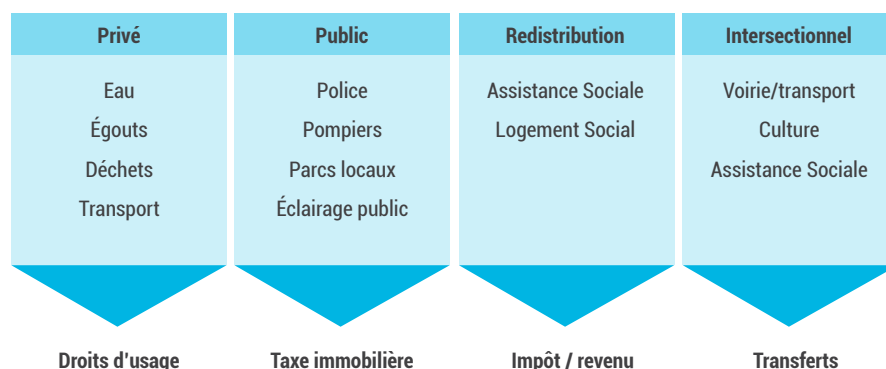 Privé
Eau
Égouts
Déchets
Transport
Droits d'usage
Public
Police
Pompiers
Parcs locaux
Éclairage public
Taxe immobilière
Redistribution
Assistance Sociale
Logement Social
Impôt / revenu
Intersectionnel
Voirie/transport
Culture
Assistance Sociale
Transferts